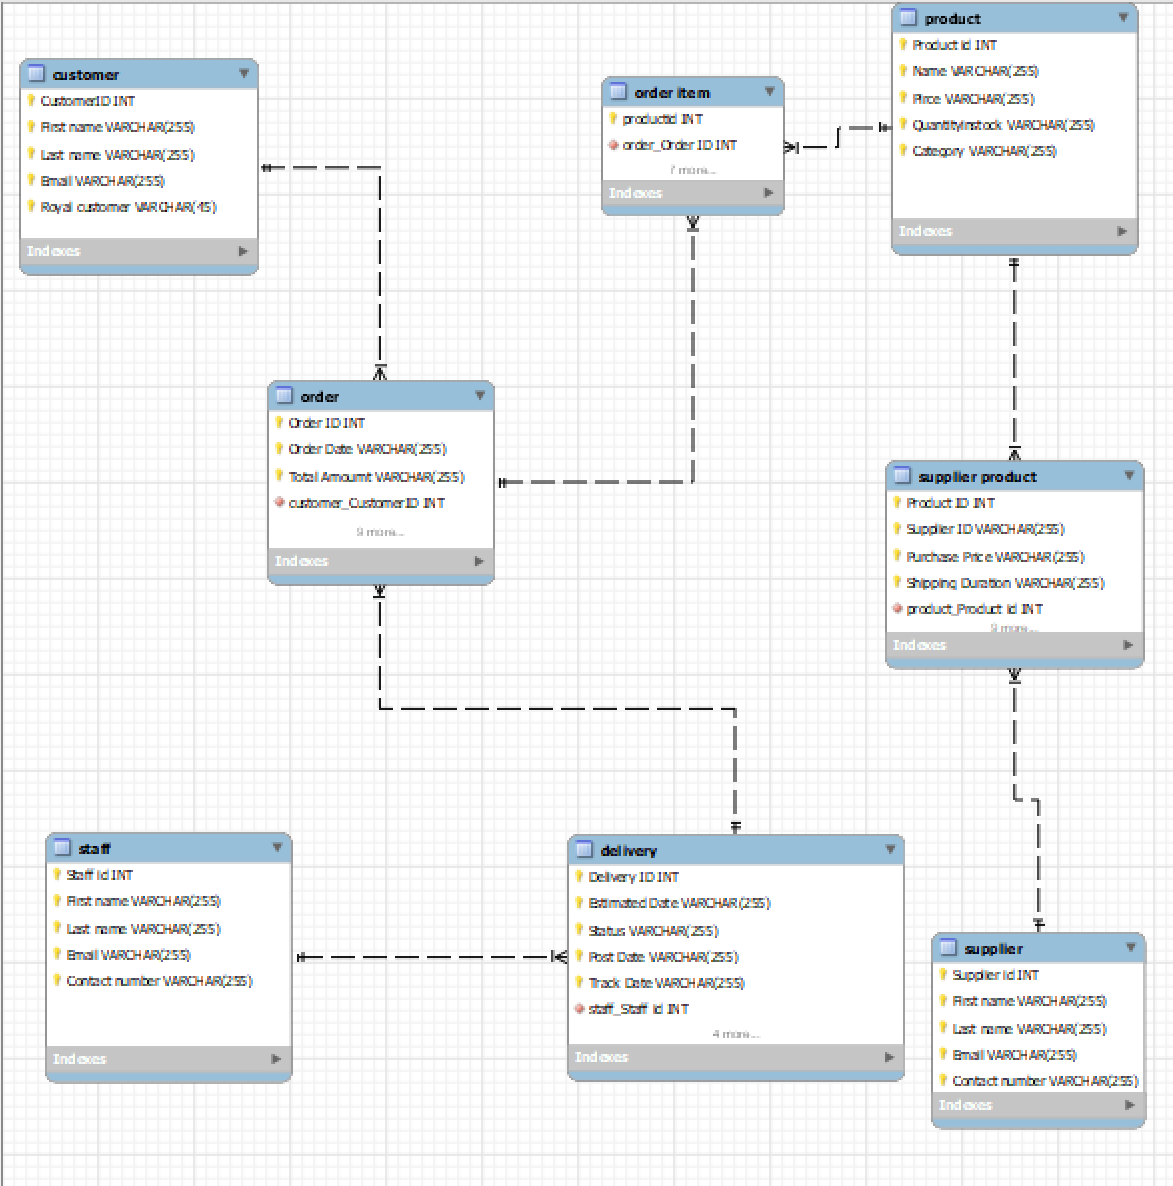 customer
CustomerID INT
First name VARCHAR(255)
Last name VARCHAR(255)
Email VARCHAR(255)
Royal customer VARCHAR(45)
Indexes
order item
productid INT
order_Order ID INT
7 more...
Indexes
product
Product id INT
Name VARCHAR(255)
Pirce VARCHAR(255)
Quantityinstock VARCHAR(255)
Category VARCHAR(255)
Indexes
order
Order ID INT
Order Date VARCHAR(255)
Total Amoumt VARCHAR(255)
customer_CustomerID INT
9 more...
Indexes
supplier product
Product ID INT
Supplier ID VARCHAR(255)
Purchase Price VARCHAR(255)
Shipping Duration VARCHAR(255)
product_Product id INT
9 more...
Indexes
staff
Staff id INT
First name VARCHAR(255)
Last name VARCHAR(255)
Email VARCHAR(255)
Contact number VARCHAR(255)
Indexes
delivery
Delivery ID INT
Estimated Date VARCHAR(255)
Status VARCHAR(255)
Post Date VARCHAR(255)
Track Date VARCHAR(255)
staff_Staff id INT
4 more...
Indexes
supplier
Supplier id INT
First name VARCHAR(255)
Last name VARCHAR(255)
Email VARCHAR(255)
Contact number VARCHAR(255)
Indexes